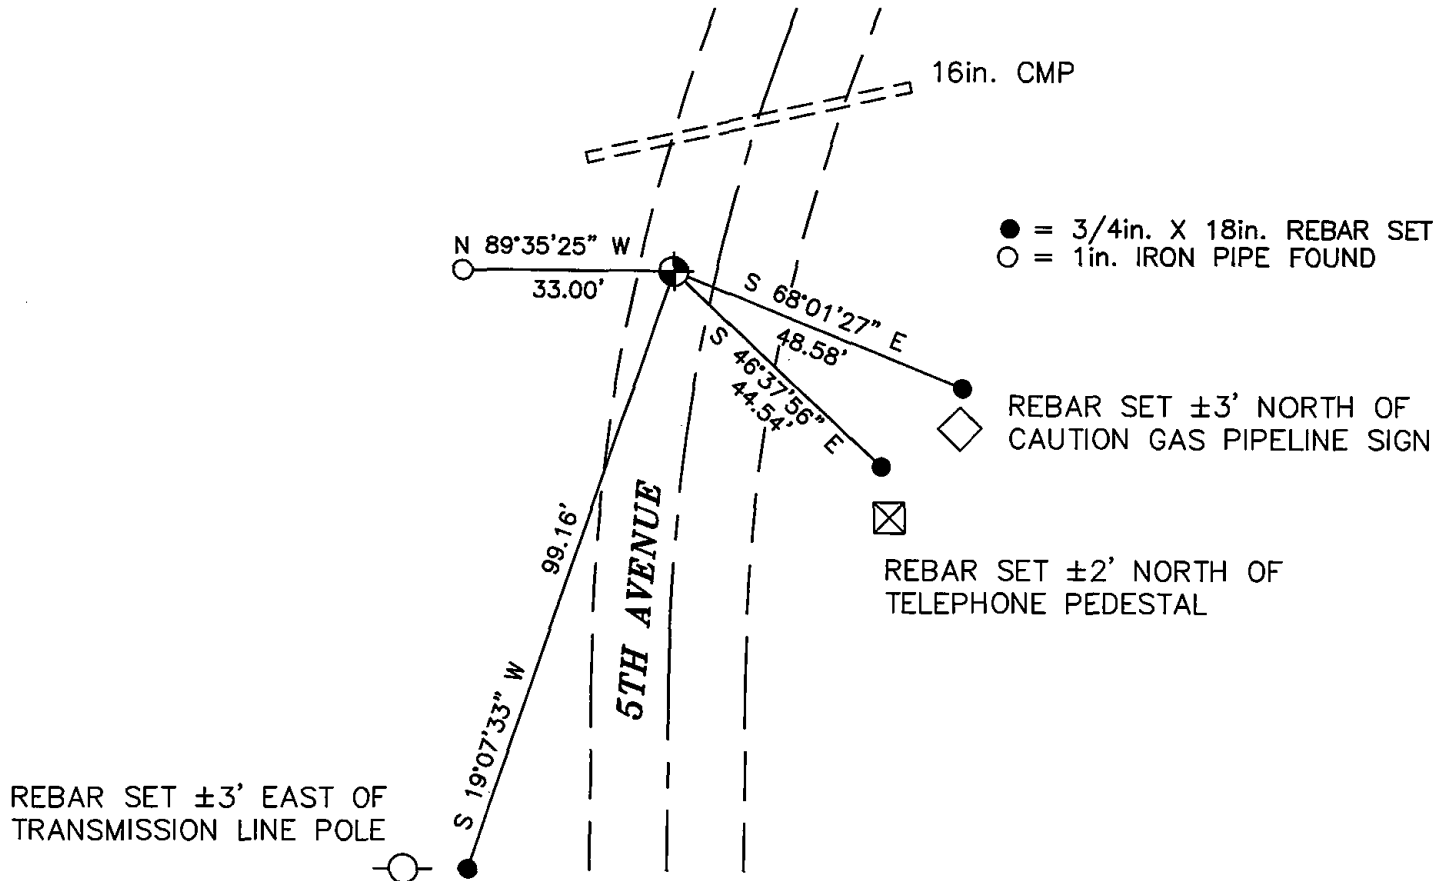 16in. CMP
N 89°35'25" W
33.00'
● = 3/4in. X 18in. REBAR SET
○ = 1in. IRON PIPE FOUND
S 68°01'27" E
48.58'
S 46°37'56" E
44.54'
REBAR SET ±3' NORTH OF
CAUTION GAS PIPELINE SIGN
99.16'
5TH AVENUE
REBAR SET ±2' NORTH OF
TELEPHONE PEDESTAL
S 19°07'33" W
REBAR SET ±3' EAST OF
TRANSMISSION LINE POLE